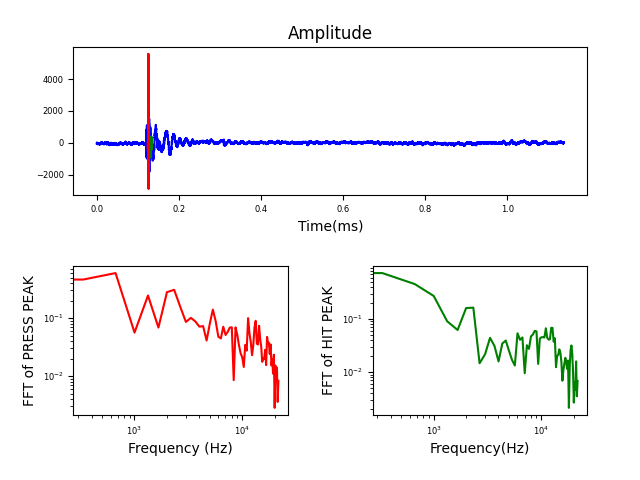 Amplitude
4000
2000
0
−2000
0.0 0.2 0.4 0.6 0.8 1.0
Time(ms)
FFT of PRESS PEAK
10⁻¹
10⁻²
10³ 10⁴
Frequency (Hz)
FFT of HIT PEAK
10⁻¹
10⁻²
10³ 10⁴
Frequency(Hz)